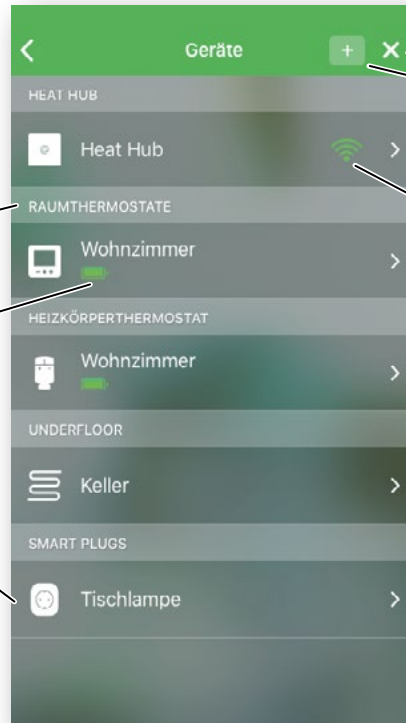 Geräte
HEAT HUB
Heat Hub
RAUMTHERMOSTATE
Wohnzimmer
HEIZKÖRPERTHERMOSTAT
Wohnzimmer
UNDERFLOOR
Keller
SMART PLUGS
Tischlampe